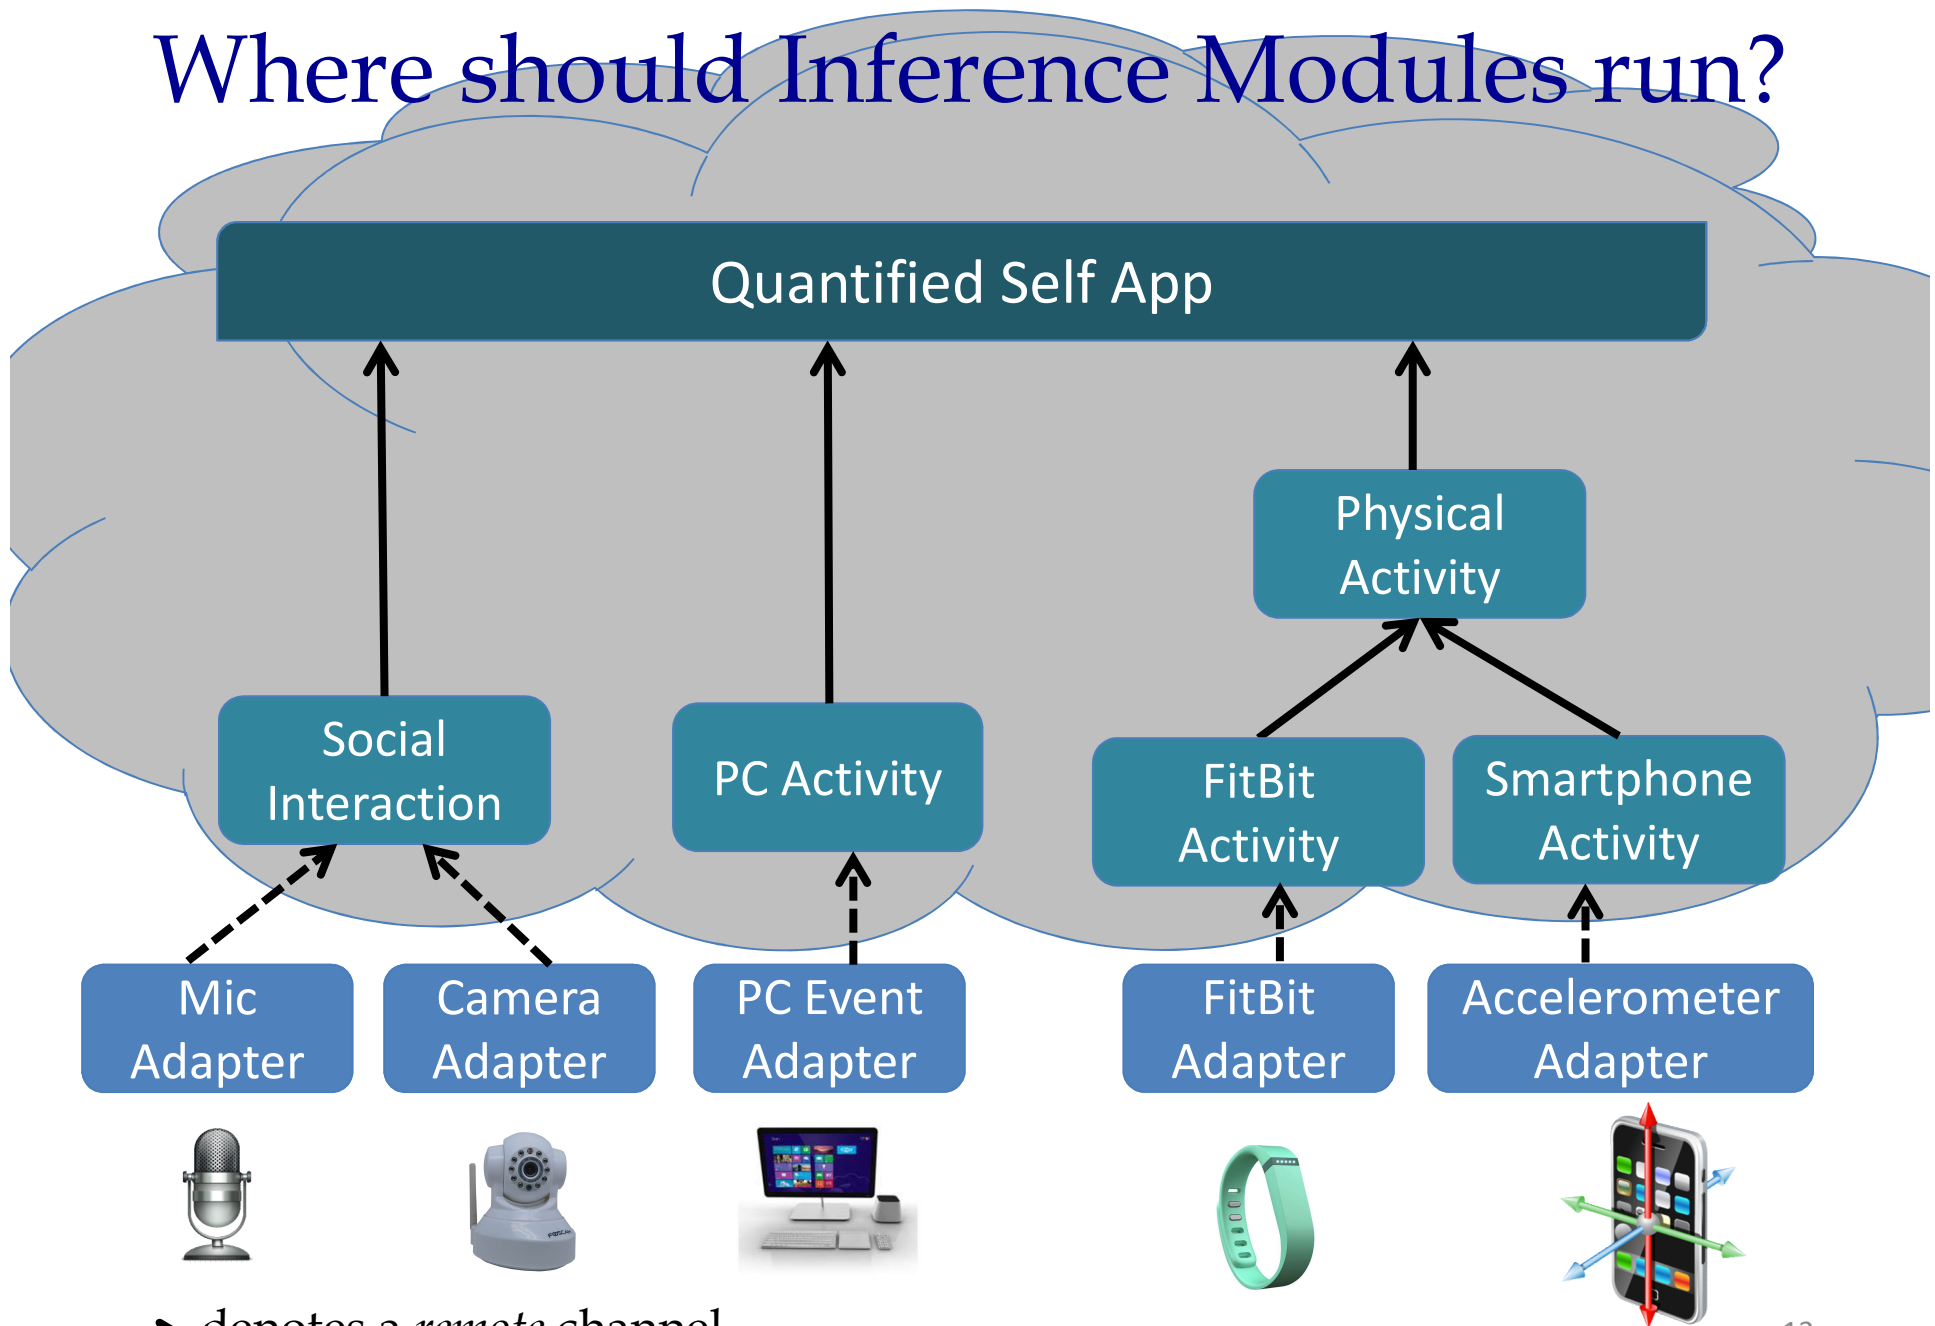 Where should Inference Modules run?
Quantified Self App
Physical
Activity
Social
Interaction
PC Activity
FitBit
Activity
Smartphone
Activity
Mic
Adapter
Camera
Adapter
PC Event
Adapter
FitBit
Adapter
Accelerometer
Adapter
denotes a remote channel